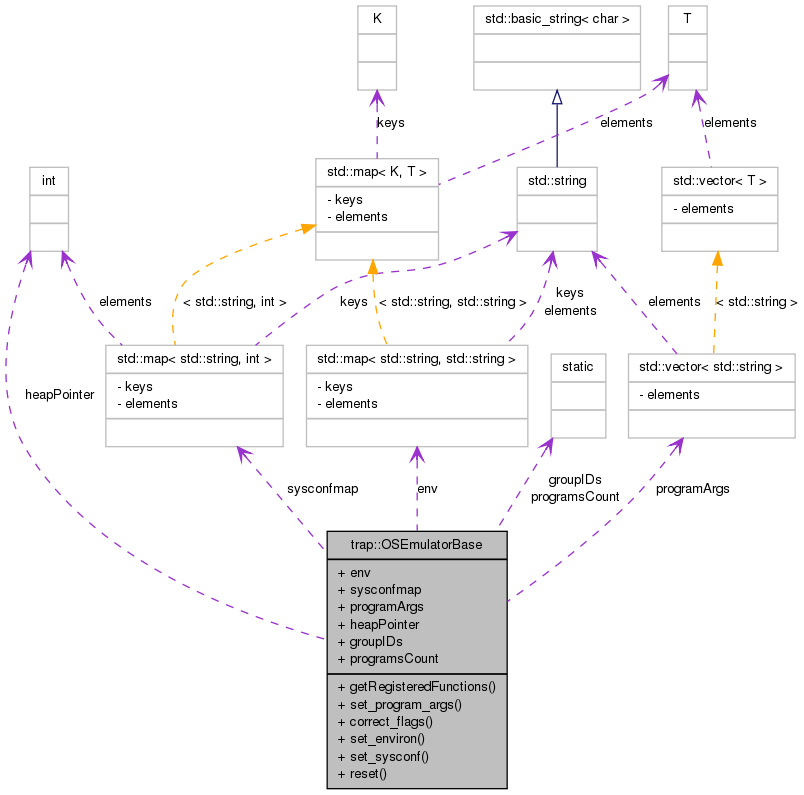 K
std::basic_string< char >
T
keys
elements
elements
int
std::map< K, T >
- keys
- elements
std::string
std::vector< T >
- elements
elements
< std::string, int >
keys
< std::string, std::string >
keys
elements
elements
< std::string >
heapPointer
std::map< std::string, int >
- keys
- elements
std::map< std::string, std::string >
- keys
- elements
static
std::vector< std::string >
- elements
sysconfmap
env
groupIDs
programsCount
programArgs
trap::OSEmulatorBase
+ env
+ sysconfmap
+ programArgs
+ heapPointer
+ groupIDs
+ programsCount
+ getRegisteredFunctions()
+ set_program_args()
+ correct_flags()
+ set_environ()
+ set_sysconf()
+ reset()